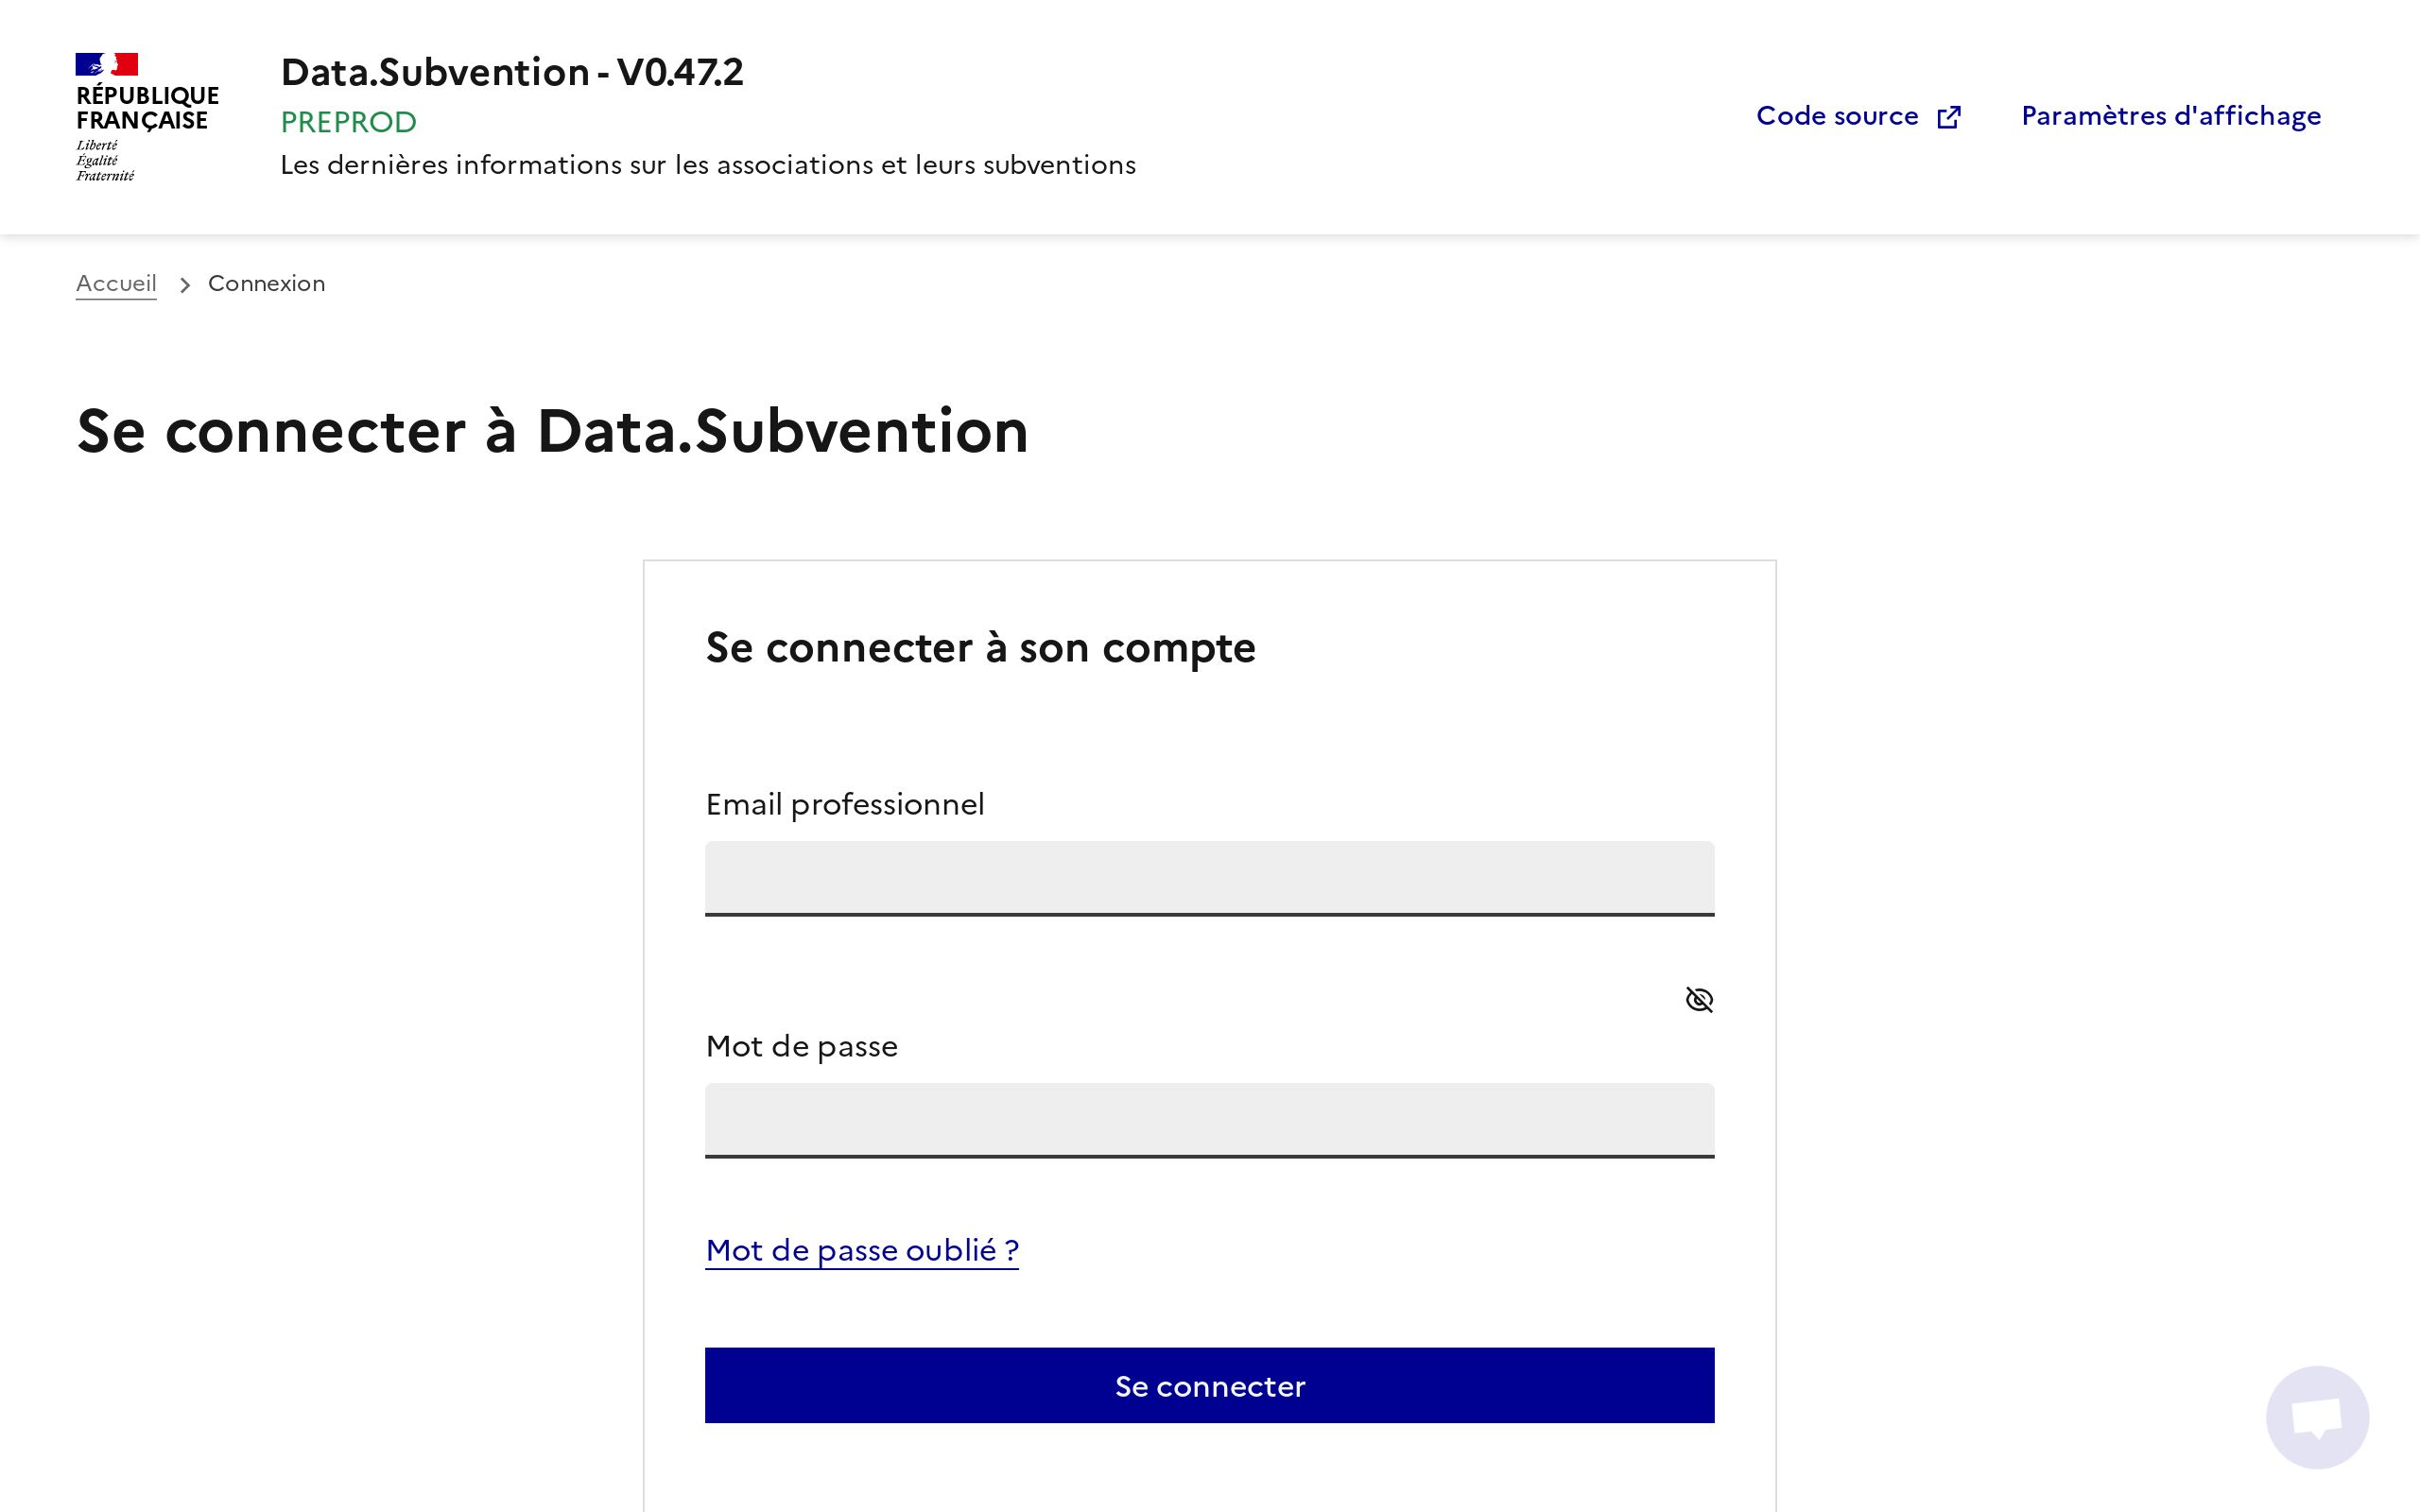 RÉPUBLIQUE
FRANÇAISE
Liberté
Égalité
Fraternité
Data.Subvention - V0.47.2
PREPROD
Les dernières informations sur les associations et leurs subventions
Code source
Paramètres d'affichage
Accueil
Connexion
Se connecter à Data.Subvention
Se connecter à son compte
Email professionnel
Mot de passe
Mot de passe oublié ?
Se connecter